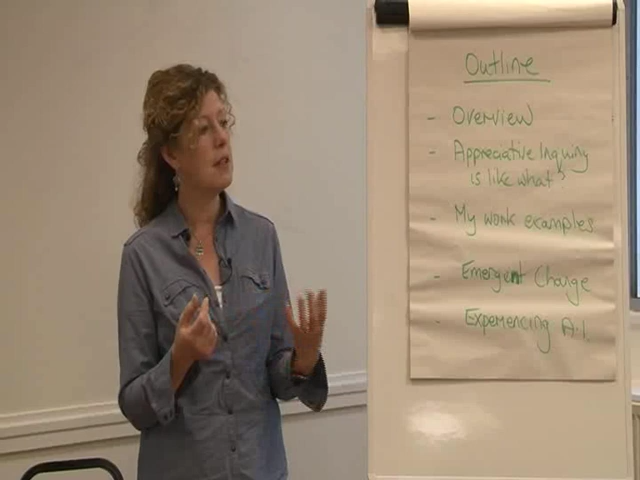 Outline
- Overview
- Appreciative Inquiry
is like what?
- My work examples
- Emergent Change
- Experiencing A.I.